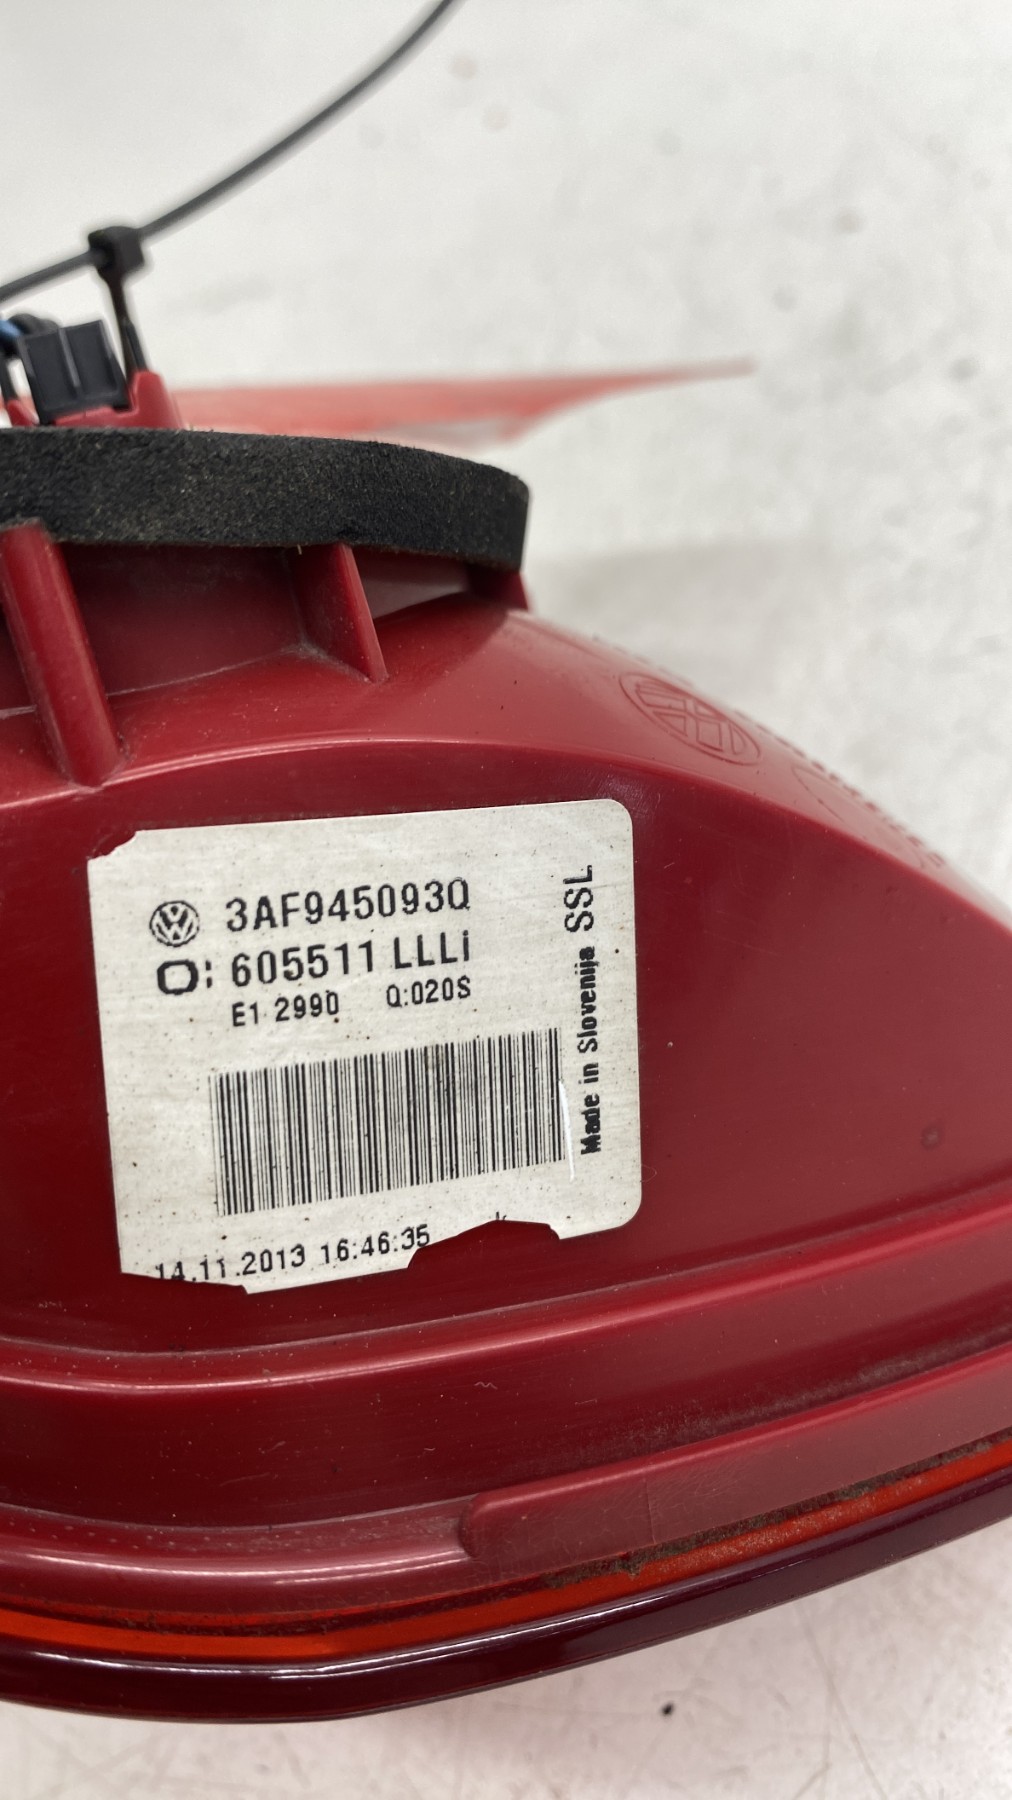 3AF945093Q
605511 LLLi
E1 2990 Q:020S
Made in Slovenija SSL
14.11.2013 16:46:35